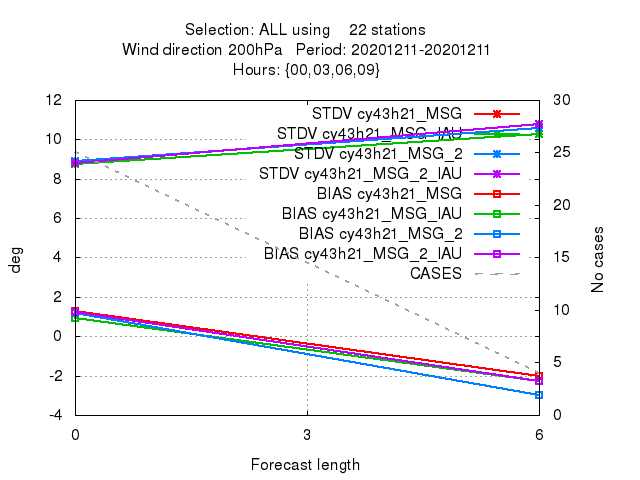 Selection: ALL using 22 stations
Wind direction 200hPa Period: 20201211-20201211
Hours: {00,03,06,09}
12
10
8
6
4
2
0
-2
-4
deg
STDV cy43h21_MSG
STDV cy43h21_MSG_IAU
STDV cy43h21_MSG_2
STDV cy43h21_MSG_2_IAU
BIAS cy43h21_MSG
BIAS cy43h21_MSG_IAU
BIAS cy43h21_MSG_2
BIAS cy43h21_MSG_2_IAU
CASES
30
25
20
15
10
5
0
No cases
0 3 6
Forecast length